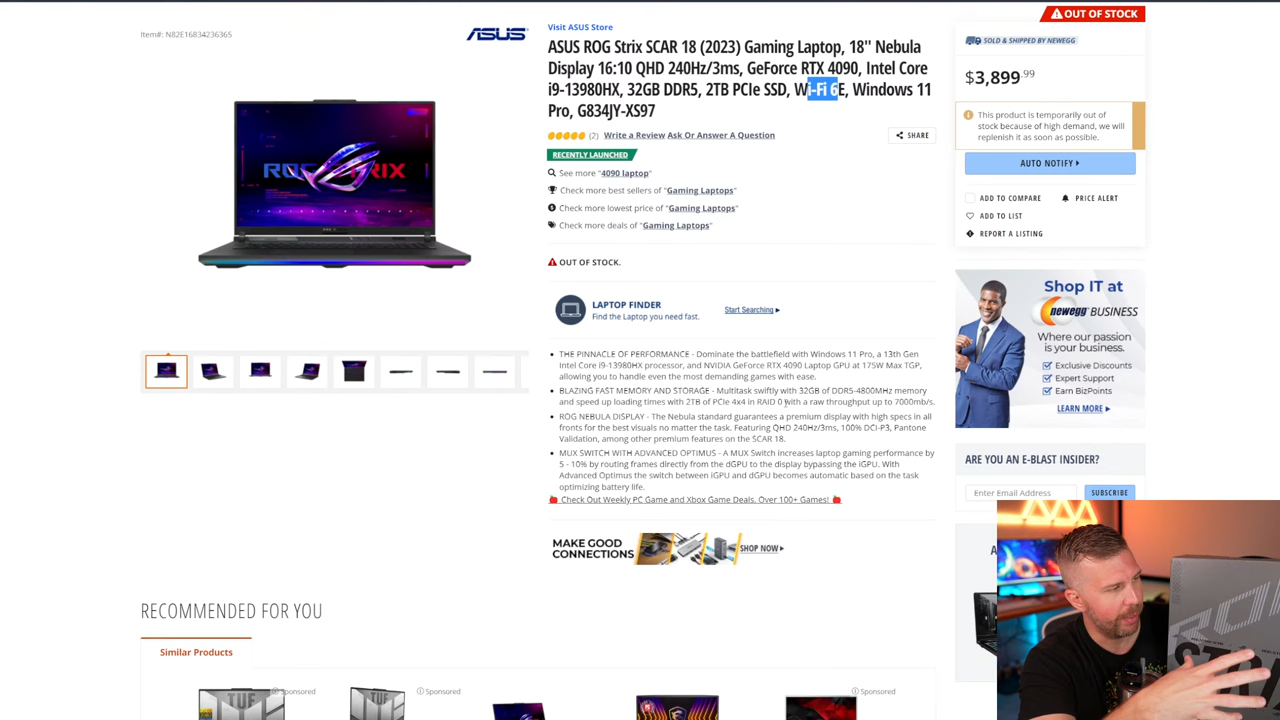 OUT OF STOCK
Item#: N82E16834236365
ASUS
Visit ASUS Store
ASUS ROG Strix SCAR 18 (2023) Gaming Laptop, 18" Nebula
Display 16:10 QHD 240Hz/3ms, GeForce RTX 4090, Intel Core
i9-13980HX, 32GB DDR5, 2TB PCIe SSD, Wi-Fi 6E, Windows 11
Pro, G834JY-XS97
(2) Write a Review Ask Or Answer A Question
SHARE
RECENTLY LAUNCHED
See more "4090 laptop"
Check more best sellers of "Gaming Laptops"
Check more lowest price of "Gaming Laptops"
Check more deals of "Gaming Laptops"
OUT OF STOCK.
LAPTOP FINDER
Find the Laptop you need fast.
Start Searching
THE PINNACLE OF PERFORMANCE - Dominate the battlefield with Windows 11 Pro, a 13th Gen
Intel Core i9-13980HX processor, and NVIDIA GeForce RTX 4090 Laptop GPU at 175W Max TGP,
allowing you to handle even the most demanding games with ease.
BLAZING FAST MEMORY AND STORAGE - Multitask swiftly with 32GB of DDR5-4800MHz memory
and speed up loading times with 2TB of PCIe 4x4 in RAID 0 with a raw throughput up to 7000mb/s.
ROG NEBULA DISPLAY - The Nebula standard guarantees a premium display with high specs in all
fronts for the best visuals no matter the task. Featuring QHD 240Hz/3ms, 100% DCI-P3, Pantone
Validation, among other premium features on the SCAR 18.
MUX SWITCH WITH ADVANCED OPTIMUS - A MUX Switch increases laptop gaming performance by
5 - 10% by routing frames directly from the dGPU to the display bypassing the iGPU. With
Advanced Optimus the switch between iGPU and dGPU becomes automatic based on the task
optimizing battery life.
Check Out Weekly PC Game and Xbox Game Deals. Over 100+ Games!
MAKE GOOD
CONNECTIONS
SHOP NOW
SOLD & SHIPPED BY NEWEGG
$3,899.99
This product is temporarily out of
stock because of high demand, we will
replenish it as soon as possible.
AUTO NOTIFY
ADD TO COMPARE
PRICE ALERT
ADD TO LIST
REPORT A LISTING
Shop IT at
newegg BUSINESS
Where our passion
is your business.
Exclusive Discounts
Expert Support
Earn BizPoints
LEARN MORE
ARE YOU AN E-BLAST INSIDER?
Enter Email Address
SUBSCRIBE
RECOMMENDED FOR YOU
Similar Products
Sponsored
Sponsored
Sponsored
TUF
TUF